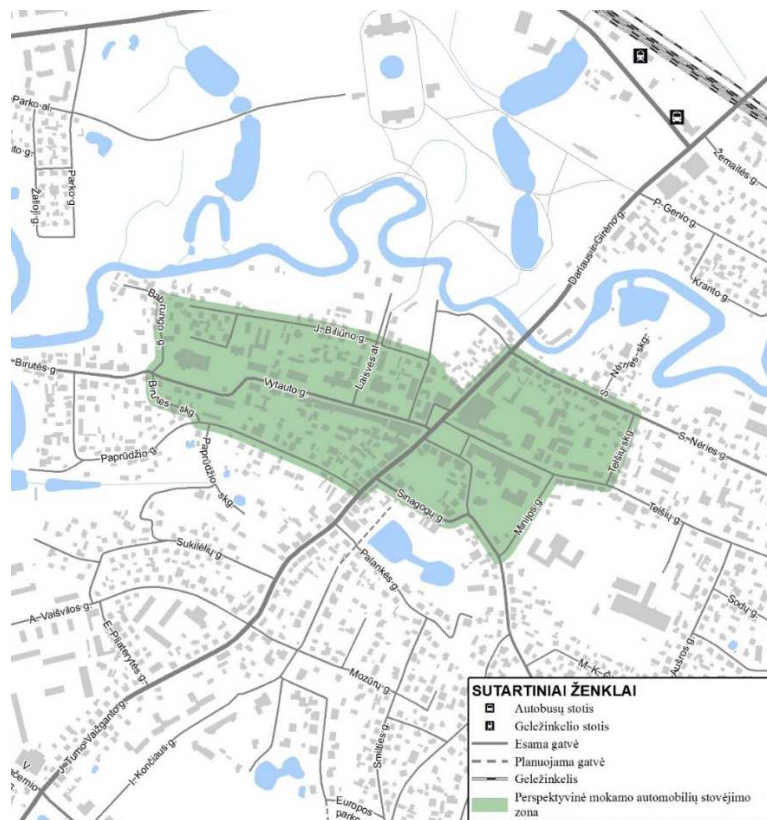 Parko al.
Žalioji g.
Parko g.
Žemaitės g.
P. Genio g.
Dariaus ir Girėno g.
Kranto g.
Babrungo g.
J. Biliūno g.
Laisvės al.
Birutės g.
Vytauto g.
Birutės skg.
S. Nėries skg.
S. Nėries g.
Telšių skg.
Paprūdžio g.
Paprūdžio skg.
Sinagogų g.
Minijos g.
Telšių g.
Sukilėlių g.
Palankės g.
A. Vaišvilos g.
E. Pliaterytės g.
Sodų g.
Aušros g.
M. K.
Mozūrų g.
J. Tumo-Vaižganto g.
I. Končiaus g.
Smilties g.
V.
Europos
SUTARTINIAI ŽENKLAI
Autobusų stotis
Geležinkelio stotis
Esama gatvė
Planuojama gatvė
Geležinkelis
Perspektyvinė mokamo automobilių stovėjimo
zona